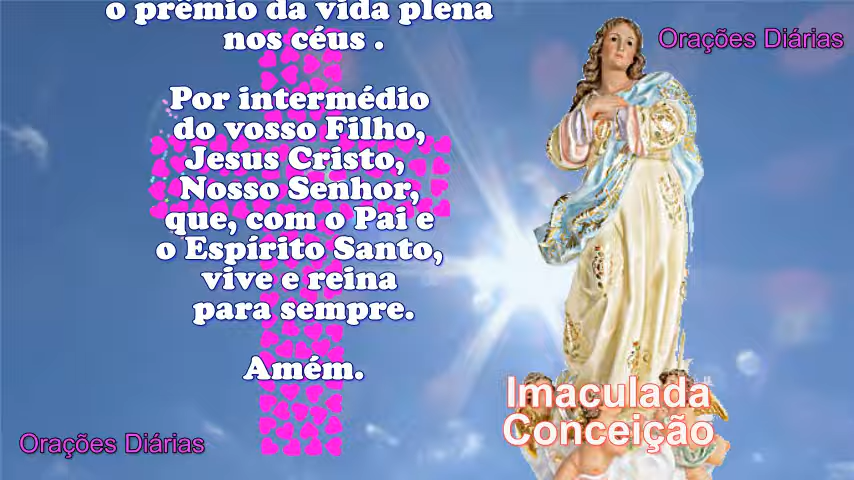 o prêmio da vida plena
nos céus .
Por intermédio
do vosso Filho,
Jesus Cristo,
Nosso Senhor,
que, com o Pai e
o Espírito Santo,
vive e reina
para sempre.
Amém.
Orações Diárias
Orações Diárias
Imaculada
Conceição